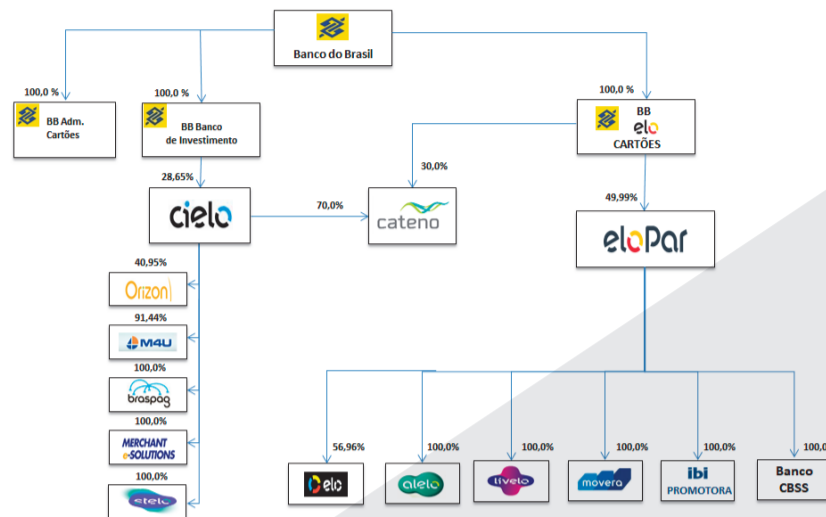 Banco do Brasil
100,0 %
100,0 %
100,0 %
BB Adm.
Cartões
BB Banco
de Investimento
BB
elo
CARTÕES
28,65%
30,0%
cielo
70,0%
cateno
49,99%
eloPar
40,95%
Orizon
91,44%
M4U
100,0%
braspag
100,0%
MERCHANT
e-SOLUTIONS
100,0%
stelo
56,96%
100,0%
100,0%
100,0%
100,0%
100,0
elo
alelo
livelo
movera
ibi
PROMOTORA
Banco
CBSS